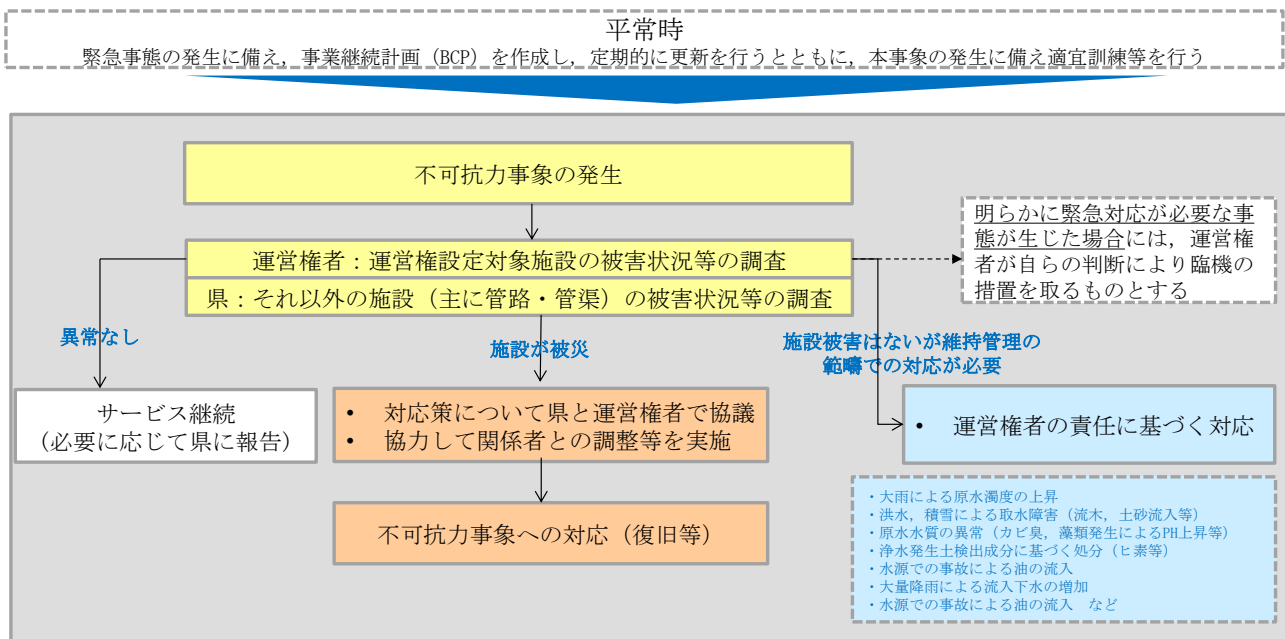 平常時
緊急事態の発生に備え，事業継続計画（BCP）を作成し，定期的に更新を行うとともに，本事象の発生に備え適宜訓練等を行う
不可抗力事象の発生
運営権者：運営権設定対象施設の被害状況等の調査
県：それ以外の施設（主に管路・管渠）の被害状況等の調査
明らかに緊急対応が必要な事
態が生じた場合には，運営権
者が自らの判断により臨機の
措置を取るものとする
異常なし
施設が被災
施設被害はないが維持管理の
範疇での対応が必要
サービス継続
（必要に応じて県に報告）
• 対応策について県と運営権者で協議
• 協力して関係者との調整等を実施
• 運営権者の責任に基づく対応
不可抗力事象への対応（復旧等）
・大雨による原水濁度の上昇
・洪水，積雪による取水障害（流木，土砂流入等）
・原水水質の異常（カビ臭，藻類発生によるPH上昇等）
・浄水発生土検出成分に基づく処分（ヒ素等）
・水源での事故による油の流入
・大量降雨による流入下水の増加
・水源での事故による油の流入　など